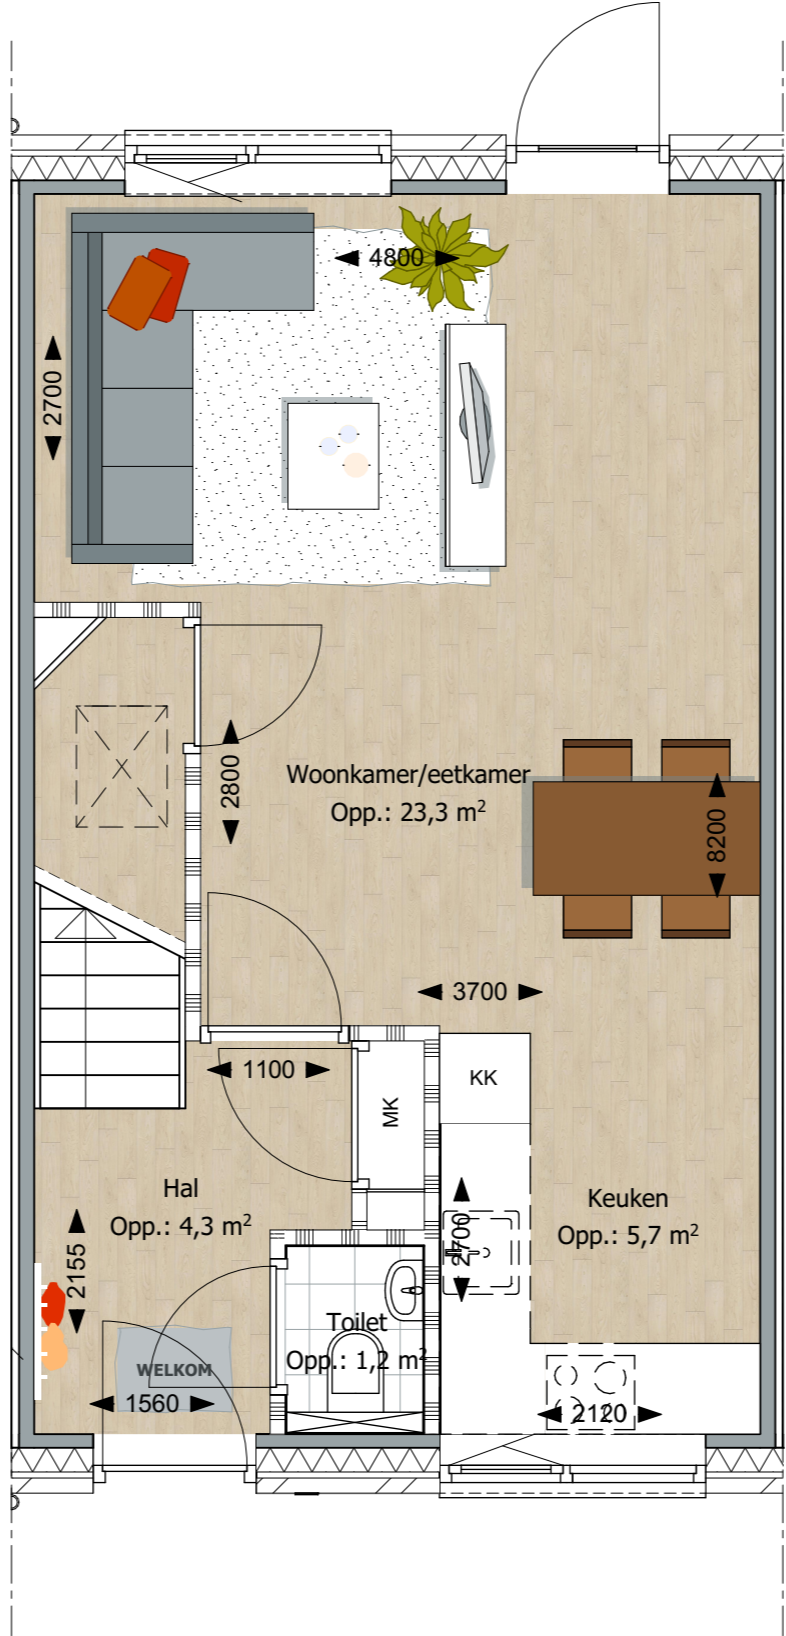 4800
2700
2800
Woonkamer/eetkamer
Opp.: 23,3 m²
8200
3700
1100
KK
MK
Hal
Opp.: 4,3 m²
Keuken
Opp.: 5,7 m²
2700
2155
Toilet
Opp.: 1,2 m²
WELKOM
1560
2120